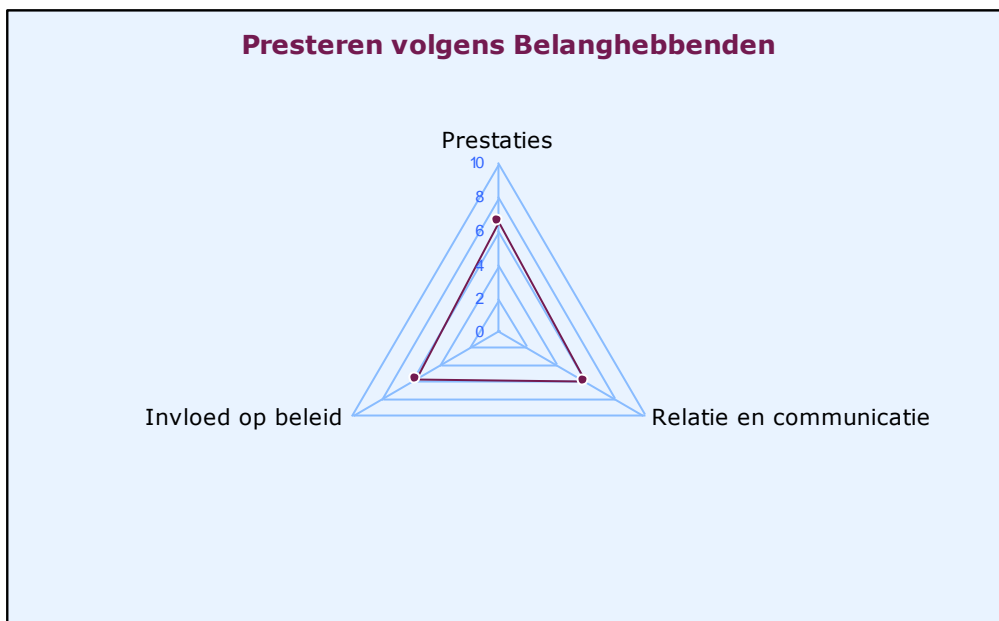 Presteren volgens Belanghebbenden
Prestaties
10
8
6
4
2
0
Invloed op beleid
Relatie en communicatie